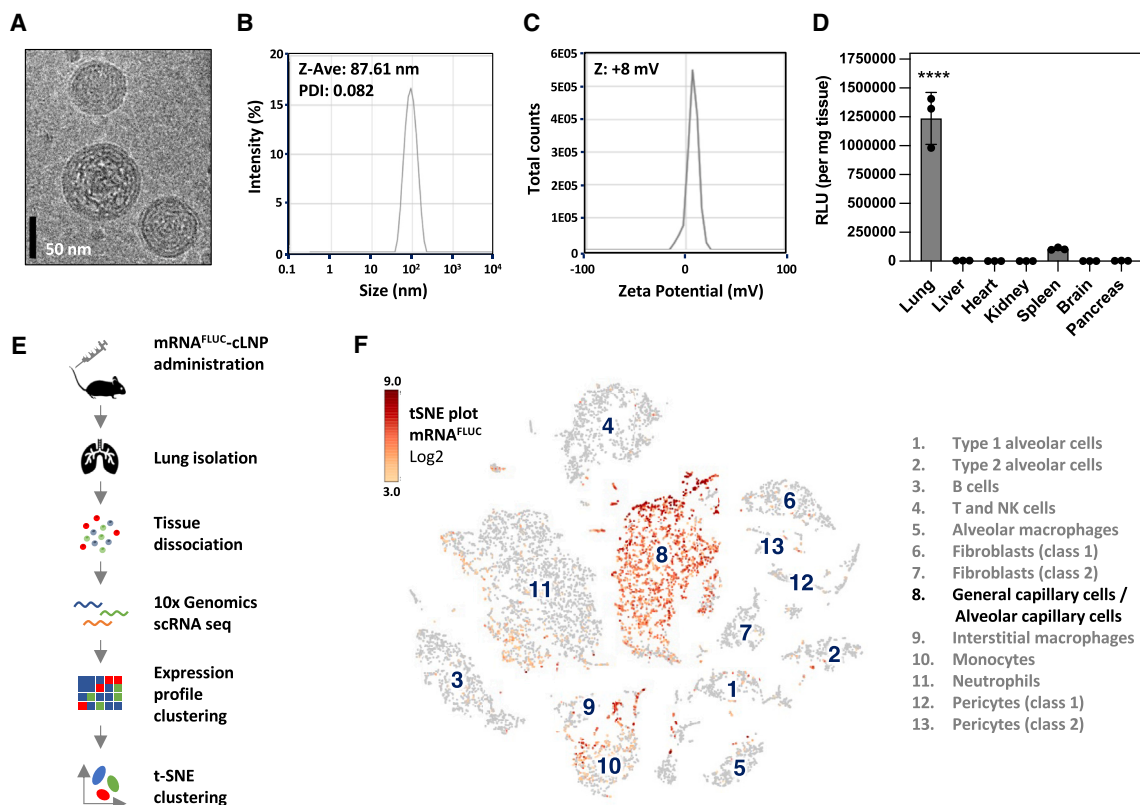 A
50 nm
B
Z-Ave: 87.61 nm
PDI: 0.082
Intensity (%)
20
15
10
5
0
0.1
1
10
10²
10³
10⁴
Size (nm)
C
Z: +8 mV
Total counts
6E05
5E05
4E05
3E05
2E05
1E05
0
-100
0
100
Zeta Potential (mV)
D
RLU (per mg tissue)
1750000
1500000
1250000
1000000
750000
500000
250000
0
****
Lung
Liver
Heart
Kidney
Spleen
Brain
Pancreas
E
mRNAᶠᴸᵁᶜ-cLNP
administration
Lung isolation
Tissue
dissociation
10x Genomics
scRNA seq
Expression
profile
clustering
t-SNE
clustering
F
9.0
3.0
tSNE plot
mRNAᶠᴸᵁᶜ
Log2
4
6
8
13
12
11
7
2
3
1
9
10
5
1. Type 1 alveolar cells
2. Type 2 alveolar cells
3. B cells
4. T and NK cells
5. Alveolar macrophages
6. Fibroblasts (class 1)
7. Fibroblasts (class 2)
8. General capillary cells /
Alveolar capillary cells
9. Interstitial macrophages
10. Monocytes
11. Neutrophils
12. Pericytes (class 1)
13. Pericytes (class 2)